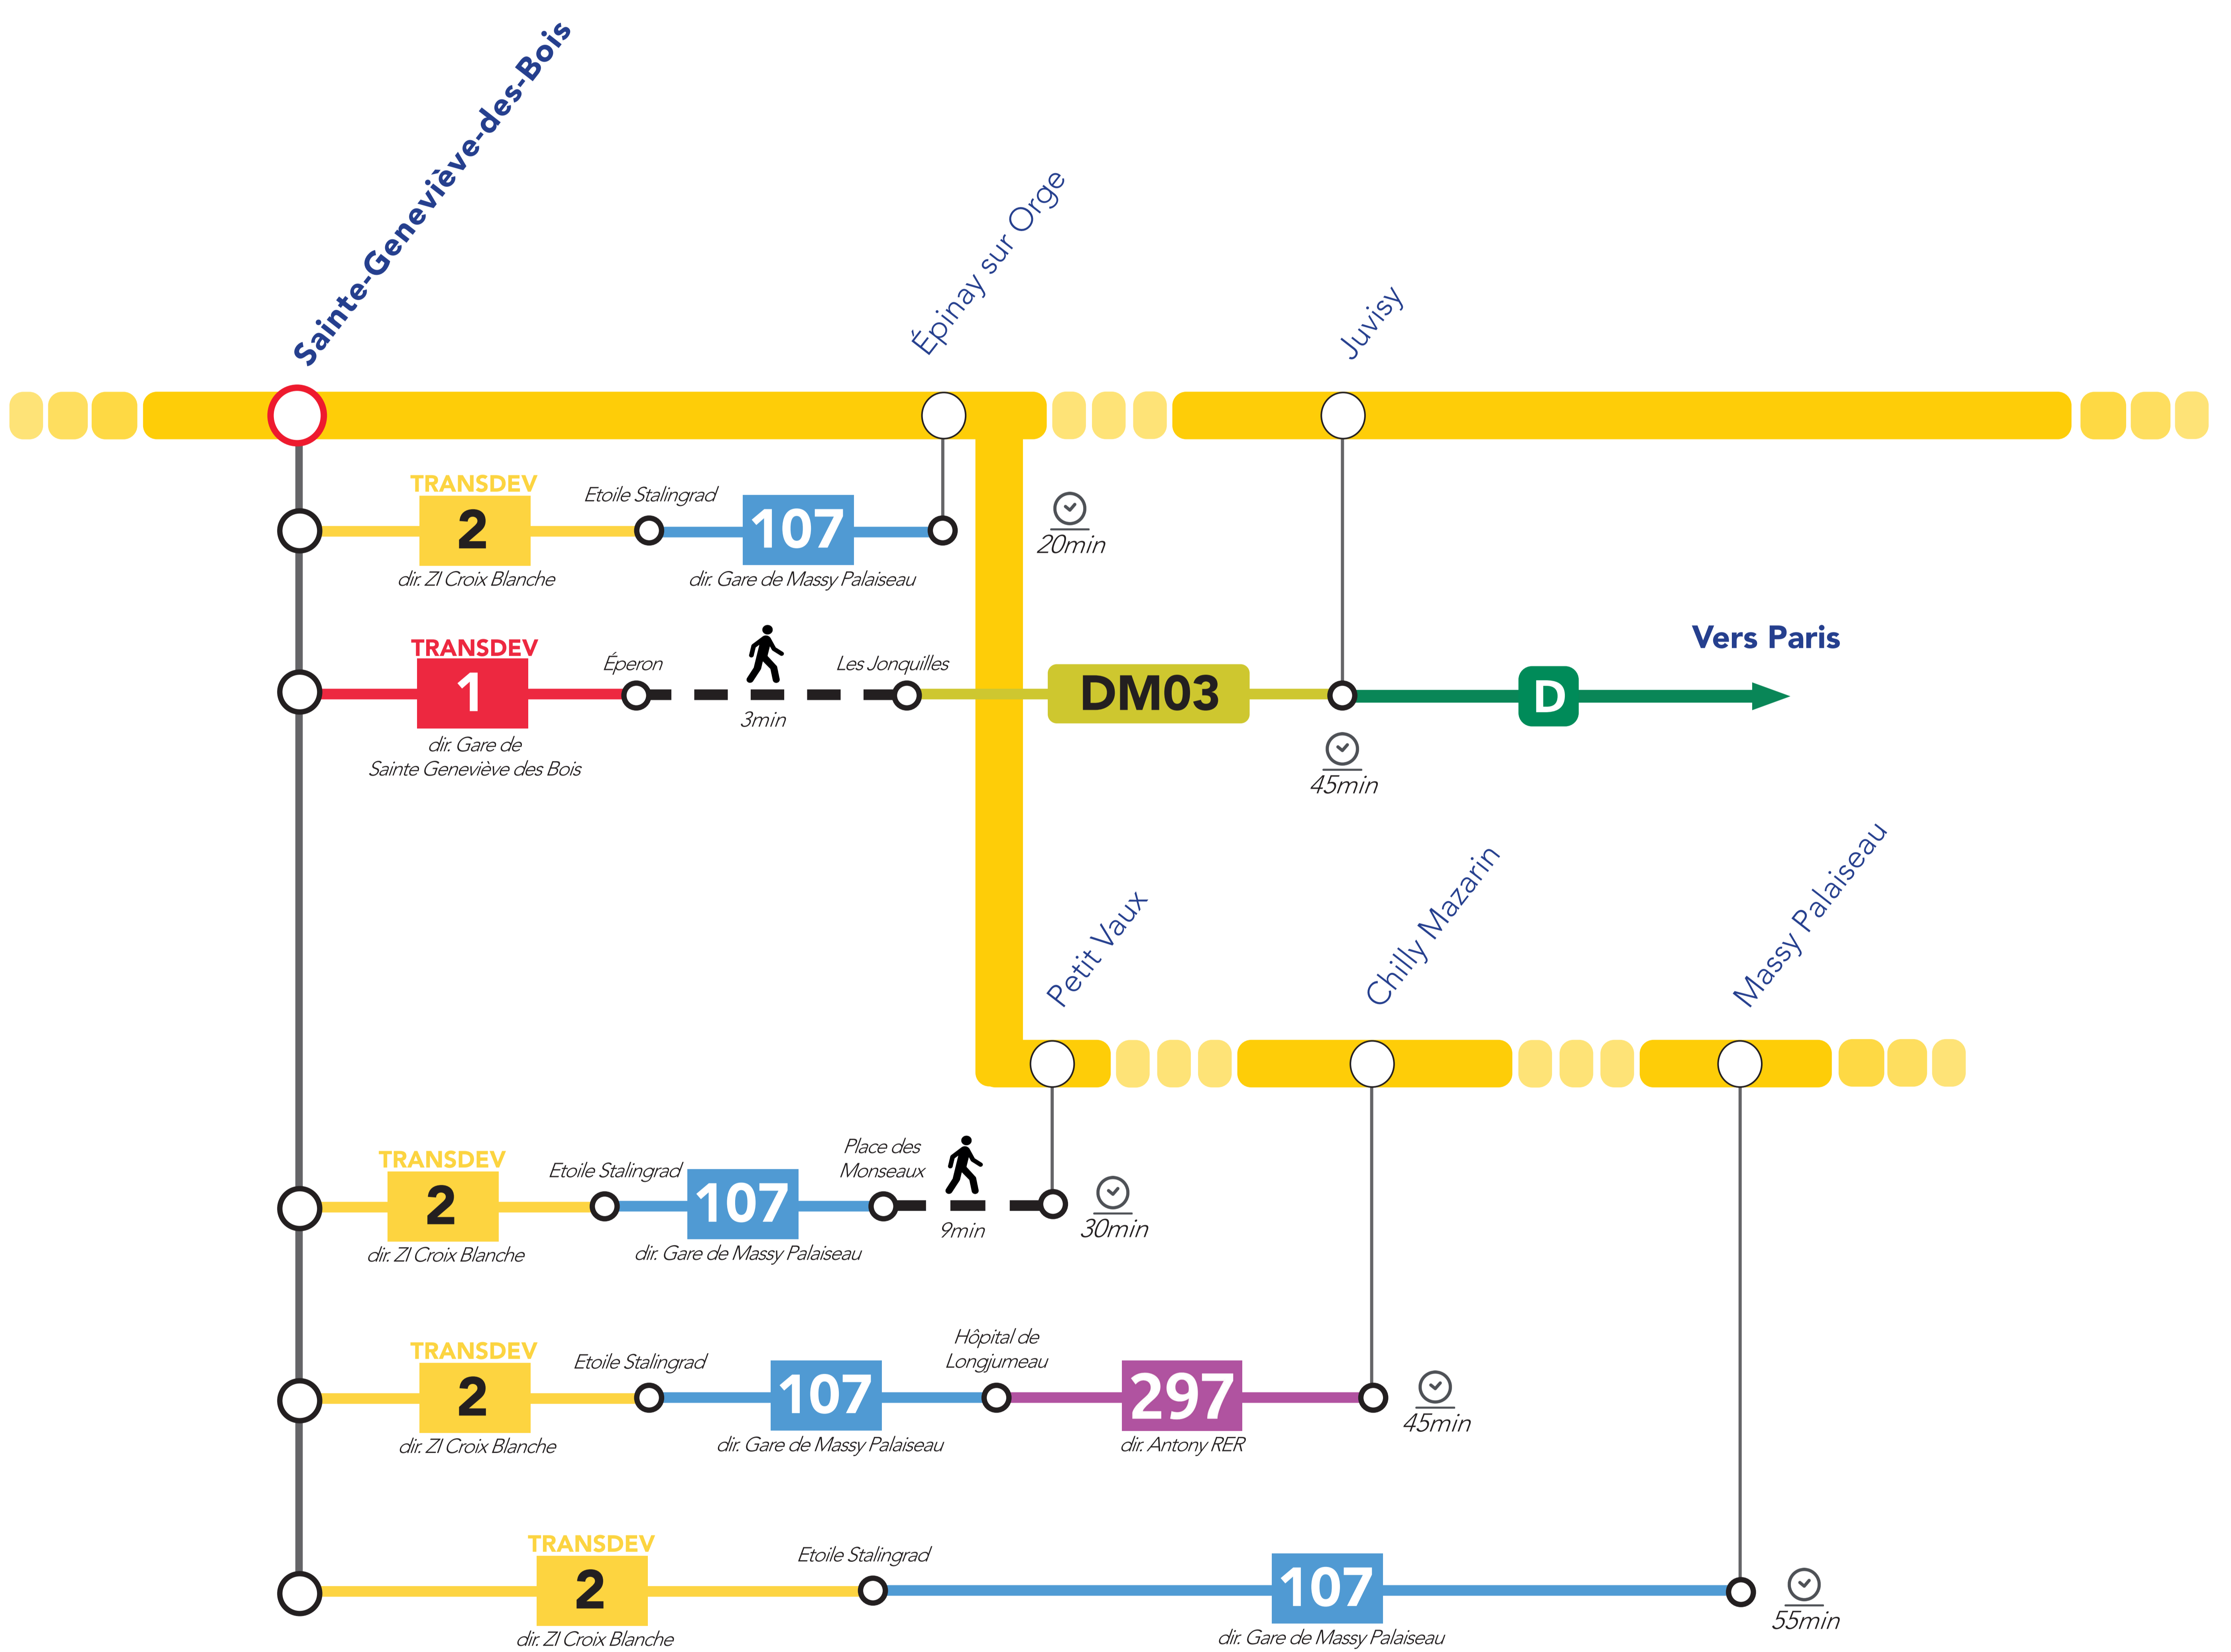 Sainte-Geneviève-des-Bois
Épinay sur Orge
Juvisy
TRANSDEV
2
dir. ZI Croix Blanche
Etoile Stalingrad
107
dir. Gare de Massy Palaiseau
20min
TRANSDEV
1
dir. Gare de
Sainte Geneviève des Bois
Éperon
3min
Les Jonquilles
DM03
45min
D
Vers Paris
Petit Vaux
Chilly Mazarin
Massy Palaiseau
TRANSDEV
2
dir. ZI Croix Blanche
Etoile Stalingrad
107
dir. Gare de Massy Palaiseau
Place des
Monseaux
9min
30min
TRANSDEV
2
dir. ZI Croix Blanche
Etoile Stalingrad
107
dir. Gare de Massy Palaiseau
Hôpital de
Longjumeau
297
dir. Antony RER
45min
TRANSDEV
2
dir. ZI Croix Blanche
Etoile Stalingrad
107
dir. Gare de Massy Palaiseau
55min